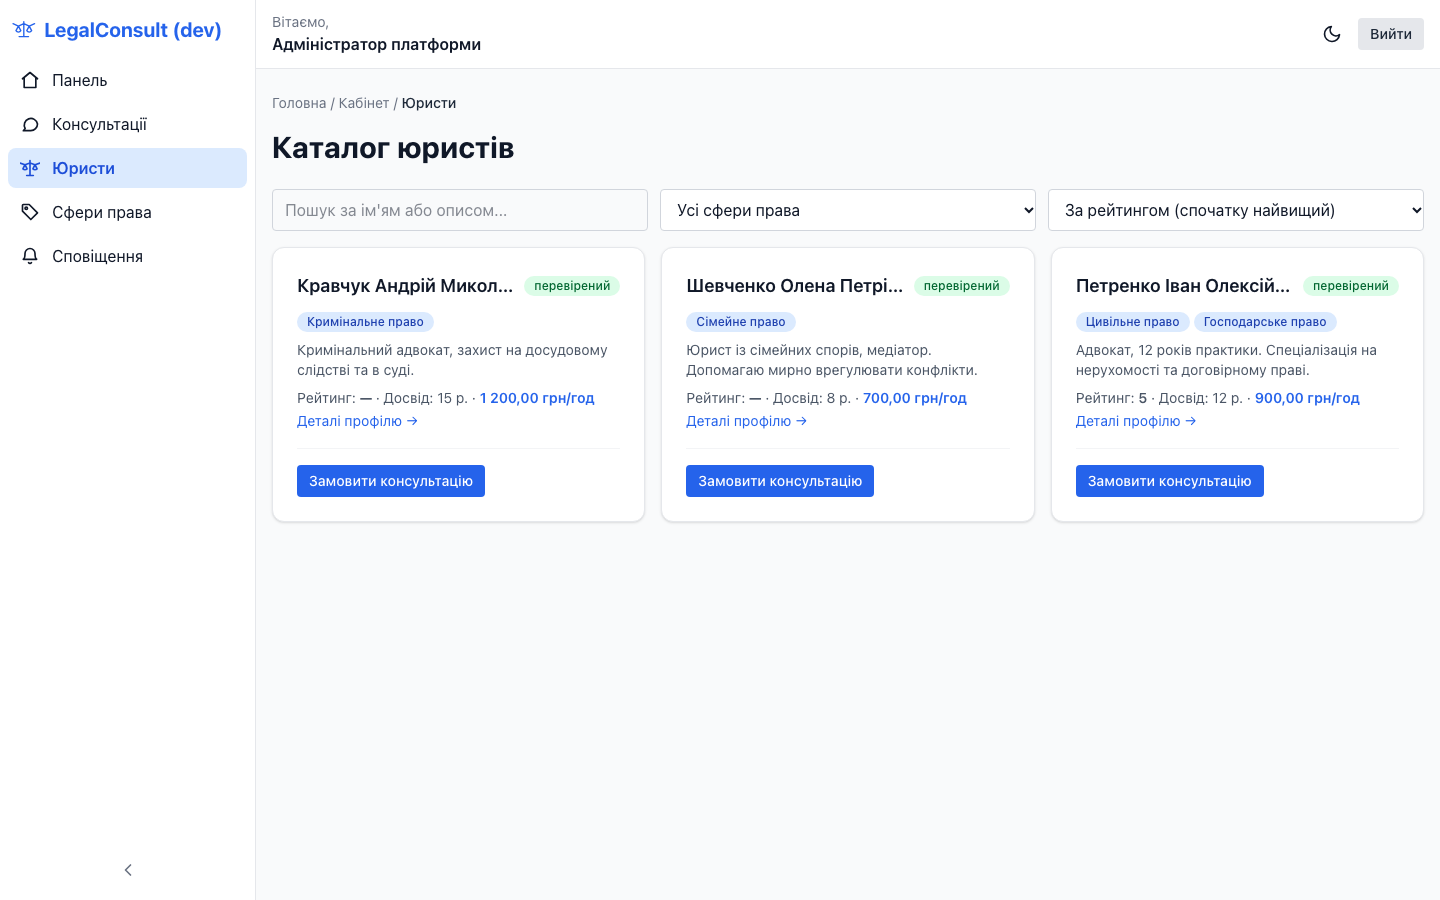 LegalConsult (dev)
Панель
Консультації
Юристи
Сфери права
Сповіщення
Вітаємо,
Адміністратор платформи
Вийти
Головна / Кабінет / Юристи
Каталог юристів
Пошук за ім'ям або описом...
Усі сфери права
За рейтингом (спочатку найвищий)
Кравчук Андрій Микол... перевірений
Кримінальне право
Кримінальний адвокат, захист на досудовому
слідстві та в суді.
Рейтинг: — · Досвід: 15 р. · 1 200,00 грн/год
Деталі профілю →
Замовити консультацію
Шевченко Олена Петрі... перевірений
Сімейне право
Юрист із сімейних спорів, медіатор.
Допомагаю мирно врегулювати конфлікти.
Рейтинг: — · Досвід: 8 р. · 700,00 грн/год
Деталі профілю →
Замовити консультацію
Петренко Іван Олексій... перевірений
Цивільне право Господарське право
Адвокат, 12 років практики. Спеціалізація на
нерухомості та договірному праві.
Рейтинг: 5 · Досвід: 12 р. · 900,00 грн/год
Деталі профілю →
Замовити консультацію